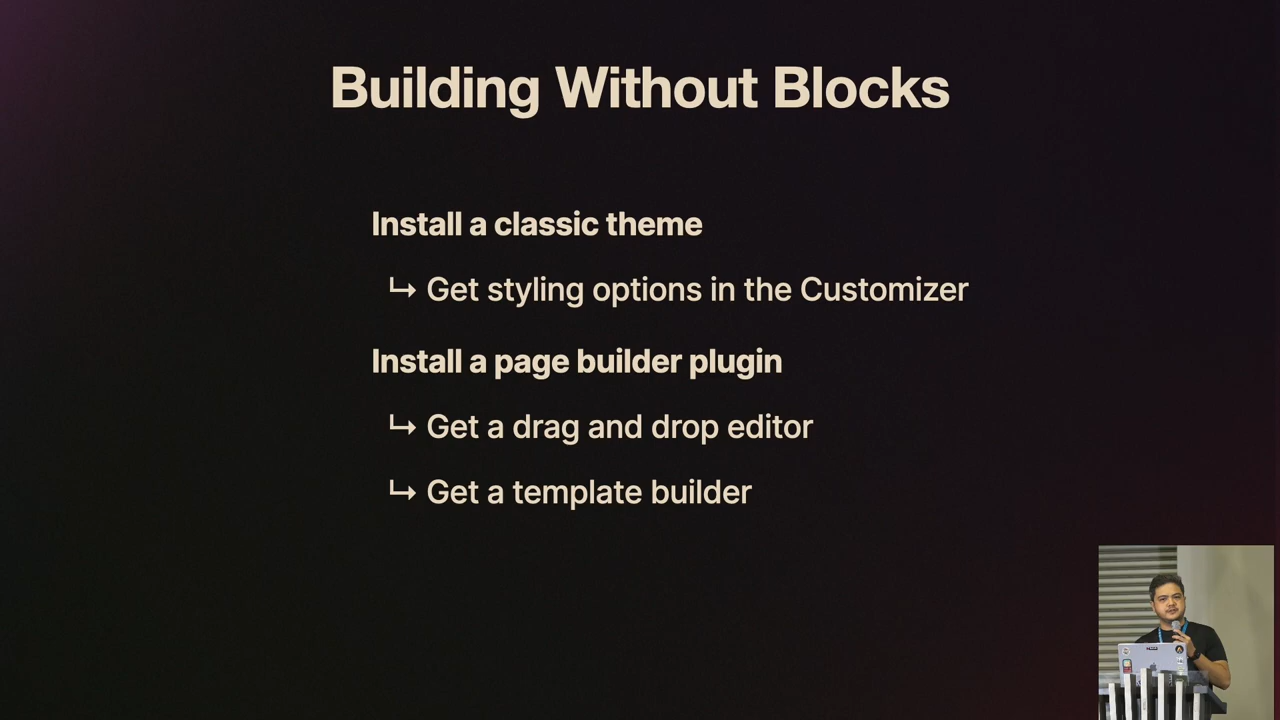 Building Without Blocks
Install a classic theme
↳ Get styling options in the Customizer
Install a page builder plugin
↳ Get a drag and drop editor
↳ Get a template builder